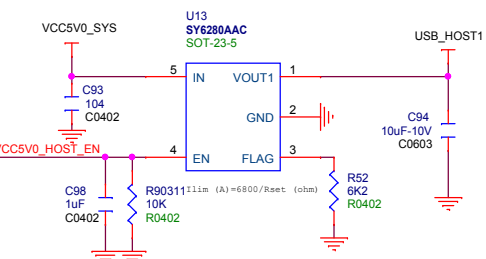 U13
SY6280AAC
SOT-23-5
VCC5V0_SYS
USB_HOST1
5 IN VOUT1 1
C93
104
C0402
GND 2
C94
10uF-10V
C0603
VCC5V0_HOST_EN
4 EN FLAG 3
C98
1uF
C0402
R90311
10K
R0402
Ilim (A)=6800/Rset (ohm)
R52
6K2
R0402